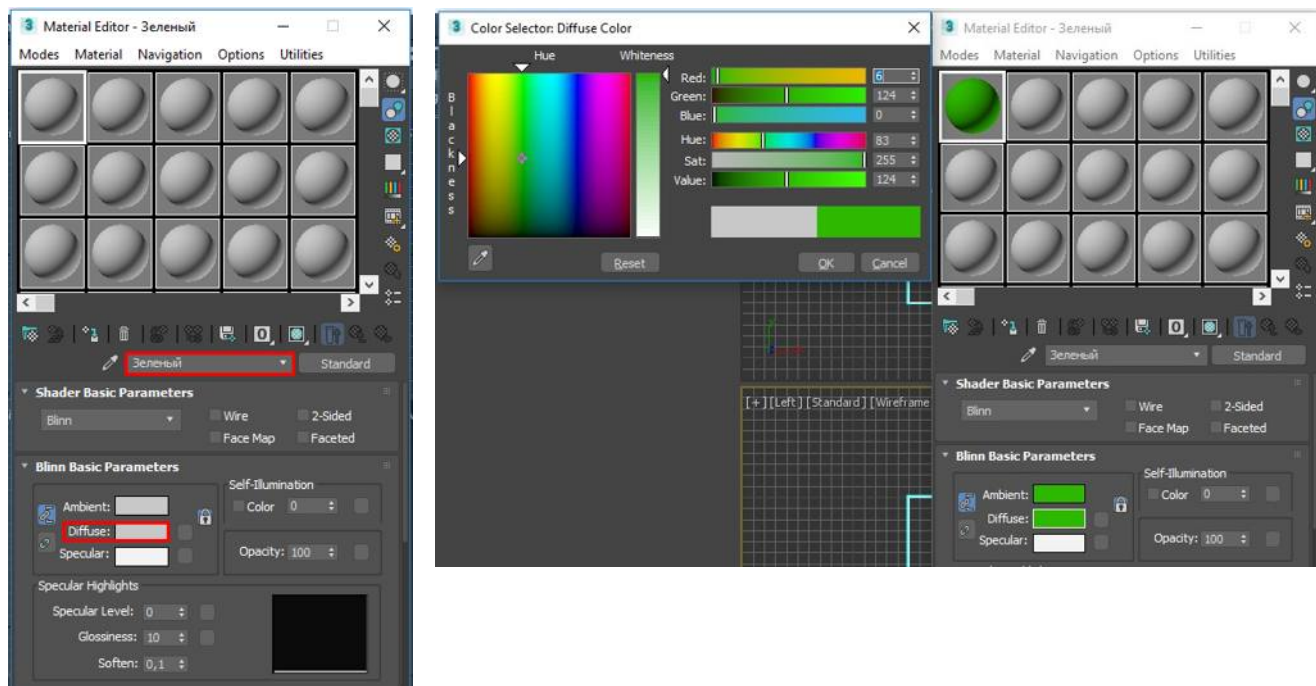 3 Material Editor - Зеленый
Modes Material Navigation Options Utilities
Зеленый Standard
Shader Basic Parameters
Blinn Wire 2-Sided
Face Map Faceted
Blinn Basic Parameters
Self-Illumination
Ambient: Color 0
Diffuse:
Specular: Opacity: 100
Specular Highlights
Specular Level: 0
Glossiness: 10
Soften: 0,1
3 Color Selector: Diffuse Color
Hue Whiteness
Blackness
Red: 6
Green: 124
Blue: 0
Hue: 83
Sat: 255
Value: 124
Reset OK Cancel
[+] [Left] [Standard] [Wireframe
3 Material Editor - Зеленый
Modes Material Navigation Options Utilities
Зеленый Standard
Shader Basic Parameters
Blinn Wire 2-Sided
Face Map Faceted
Blinn Basic Parameters
Self-Illumination
Ambient: Color 0
Diffuse:
Specular: Opacity: 100